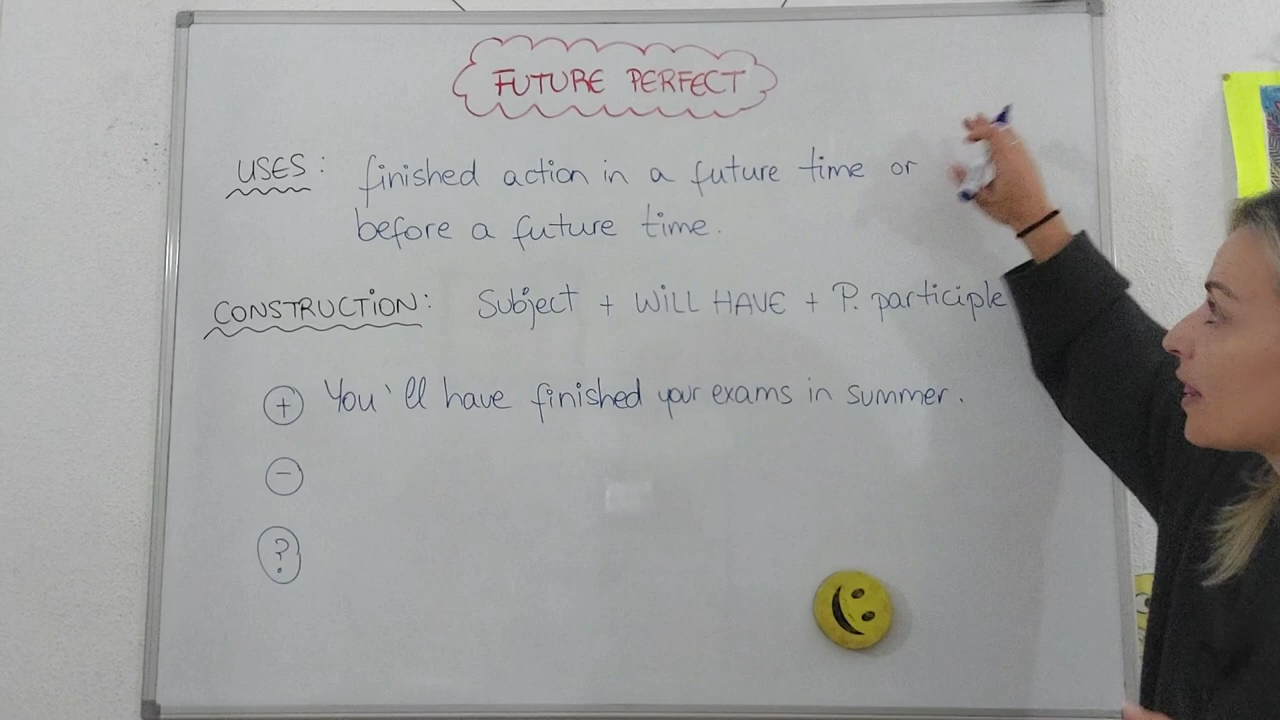 FUTURE PERFECT
USES: finished action in a future time or
before a future time.
CONSTRUCTION: Subject + WILL HAVE + P. participle
+ You'll have finished your exams in summer.
-
?